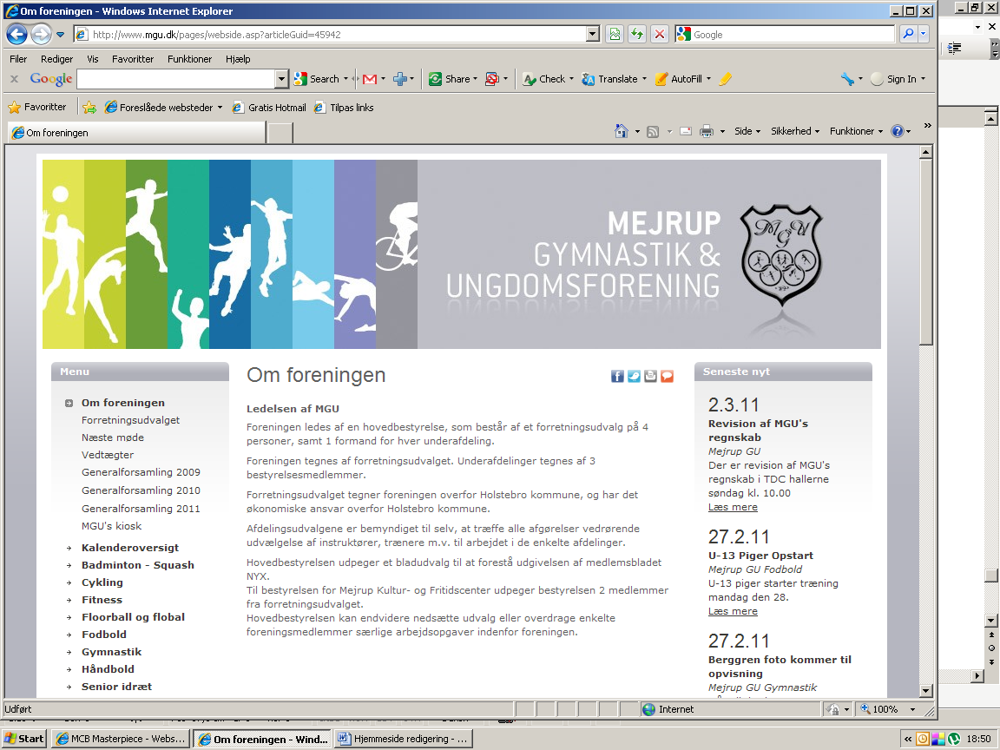 Om foreningen - Windows Internet Explorer
http://www.mgu.dk/pages/webside.asp?articleGuid=45942
Google
Filer Rediger Vis Favoritter Funktioner Hjælp
x Google Search Share Check Translate AutoFill Sign In
Favoritter Foreslåede websteder Gratis Hotmail Tilpas links
Om foreningen
Side Sikkerhed Funktioner »
MEJRUP
GYMNASTIK &
UNGDOMSFORENING
MGU
Menu
Om foreningen
Forretningsudvalget
Næste møde
Vedtægter
Generalforsamling 2009
Generalforsamling 2010
Generalforsamling 2011
MGU's kiosk
Kalenderoversigt
Badminton - Squash
Cykling
Fitness
Floorball og flobal
Fodbold
Gymnastik
Håndbold
Senior idræt
Om foreningen
Ledelsen af MGU
Foreningen ledes af en hovedbestyrelse, som består af et forretningsudvalg på 4
personer, samt 1 formand for hver underafdeling.
Foreningen tegnes af forretningsudvalget. Underafdelinger tegnes af 3
bestyrelsesmedlemmer.
Forretningsudvalget tegner foreningen overfor Holstebro kommune, og har det
økonomiske ansvar overfor Holstebro kommune.
Afdelingsudvalgene er bemyndiget til selv, at træffe alle afgørelser vedrørende
udvælgelse af instruktører, trænere m.v. til arbejdet i de enkelte afdelinger.
Hovedbestyrelsen udpeger et bladudvalg til at forestå udgivelsen af medlemsbladet
NYX.
Til bestyrelsen for Mejrup Kultur- og Fritidscenter udpeger bestyrelsen 2 medlemmer
fra forretningsudvalget.
Hovedbestyrelsen kan endvidere nedsætte udvalg eller overdrage enkelte
foreningsmedlemmer særlige arbejdsopgaver indenfor foreningen.
Seneste nyt
2.3.11
Revision af MGU's
regnskab
Mejrup GU
Der er revision af MGU's
regnskab i TDC hallerne
søndag kl. 10.00
Læs mere
27.2.11
U-13 Piger Opstart
Mejrup GU Fodbold
U-13 piger starter træning
mandag den 28.
Læs mere
27.2.11
Berggren foto kommer til
opvisning
Mejrup GU Gymnastik
Udført Internet 100%
Start MCB Masterpiece - Webs... Om foreningen - Wind... Hjemmeside redigering - ... « 18:50